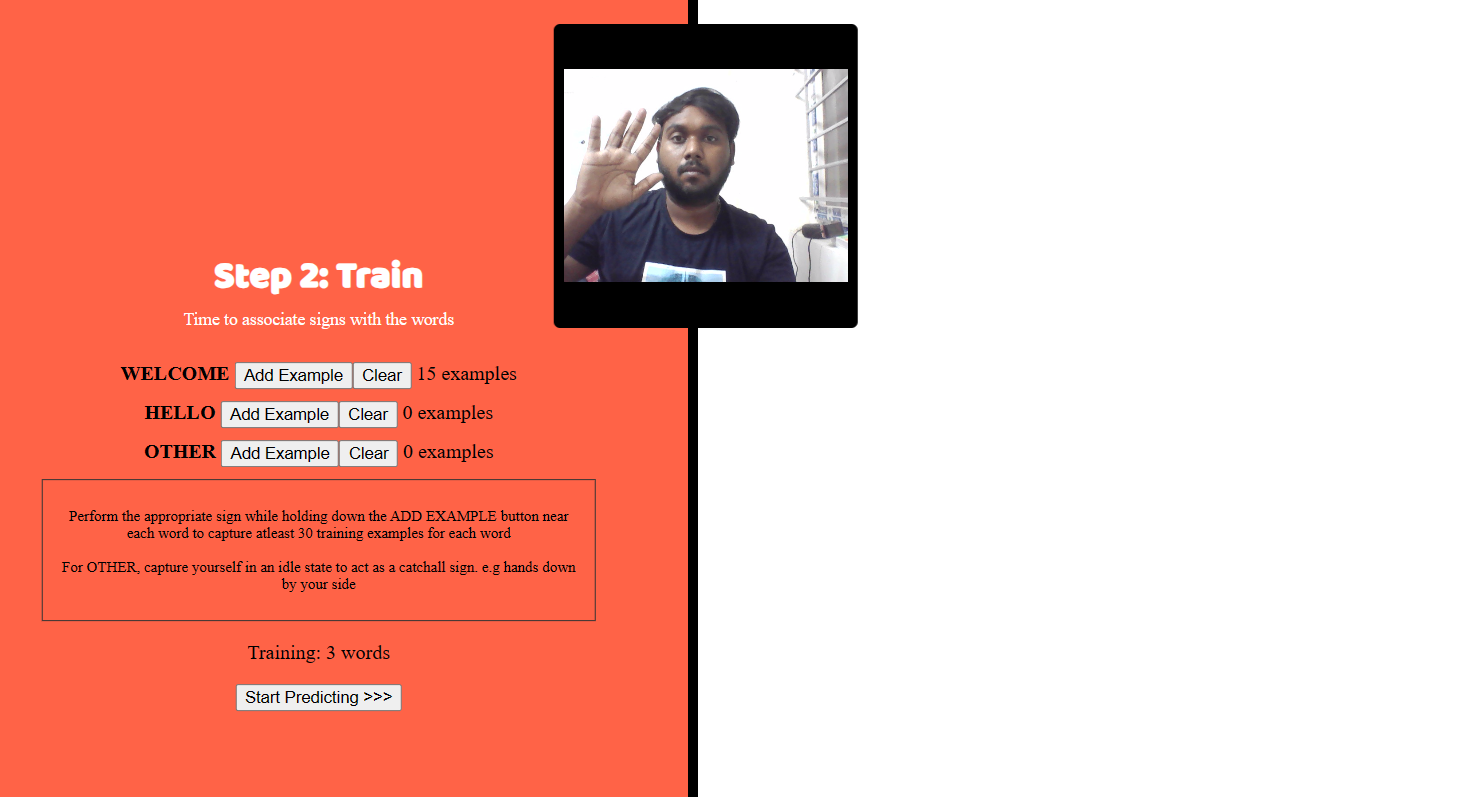 Step 2: Train
Time to associate signs with the words
WELCOME Add Example Clear 15 examples
HELLO Add Example Clear 0 examples
OTHER Add Example Clear 0 examples
Perform the appropriate sign while holding down the ADD EXAMPLE button near
each word to capture atleast 30 training examples for each word
For OTHER, capture yourself in an idle state to act as a catchall sign. e.g hands down
by your side
Training: 3 words
Start Predicting >>>